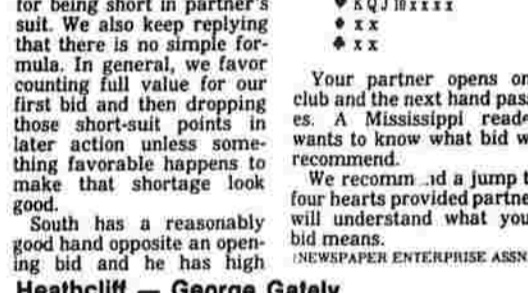 for being short in partner's
suit. We also keep replying
that there is no simple for-
mula. In general, we favor
counting full value for our
first bid and then dropping
those short-suit points in
later action unless some-
thing favorable happens to
make that shortage look
good.
South has a reasonably
good hand opposite an open-
ing bid and he has high
♥ K Q J 10 x x x x
♦ x x
♣ x x
Your partner opens on
club and the next hand pass
es. A Mississippi reade
wants to know what bid w
recommend.
We recomm..id a jump t
four hearts provided partne
will understand what you
bid means.
(NEWSPAPER ENTERPRISE ASSN
Heathcliff — George Gately